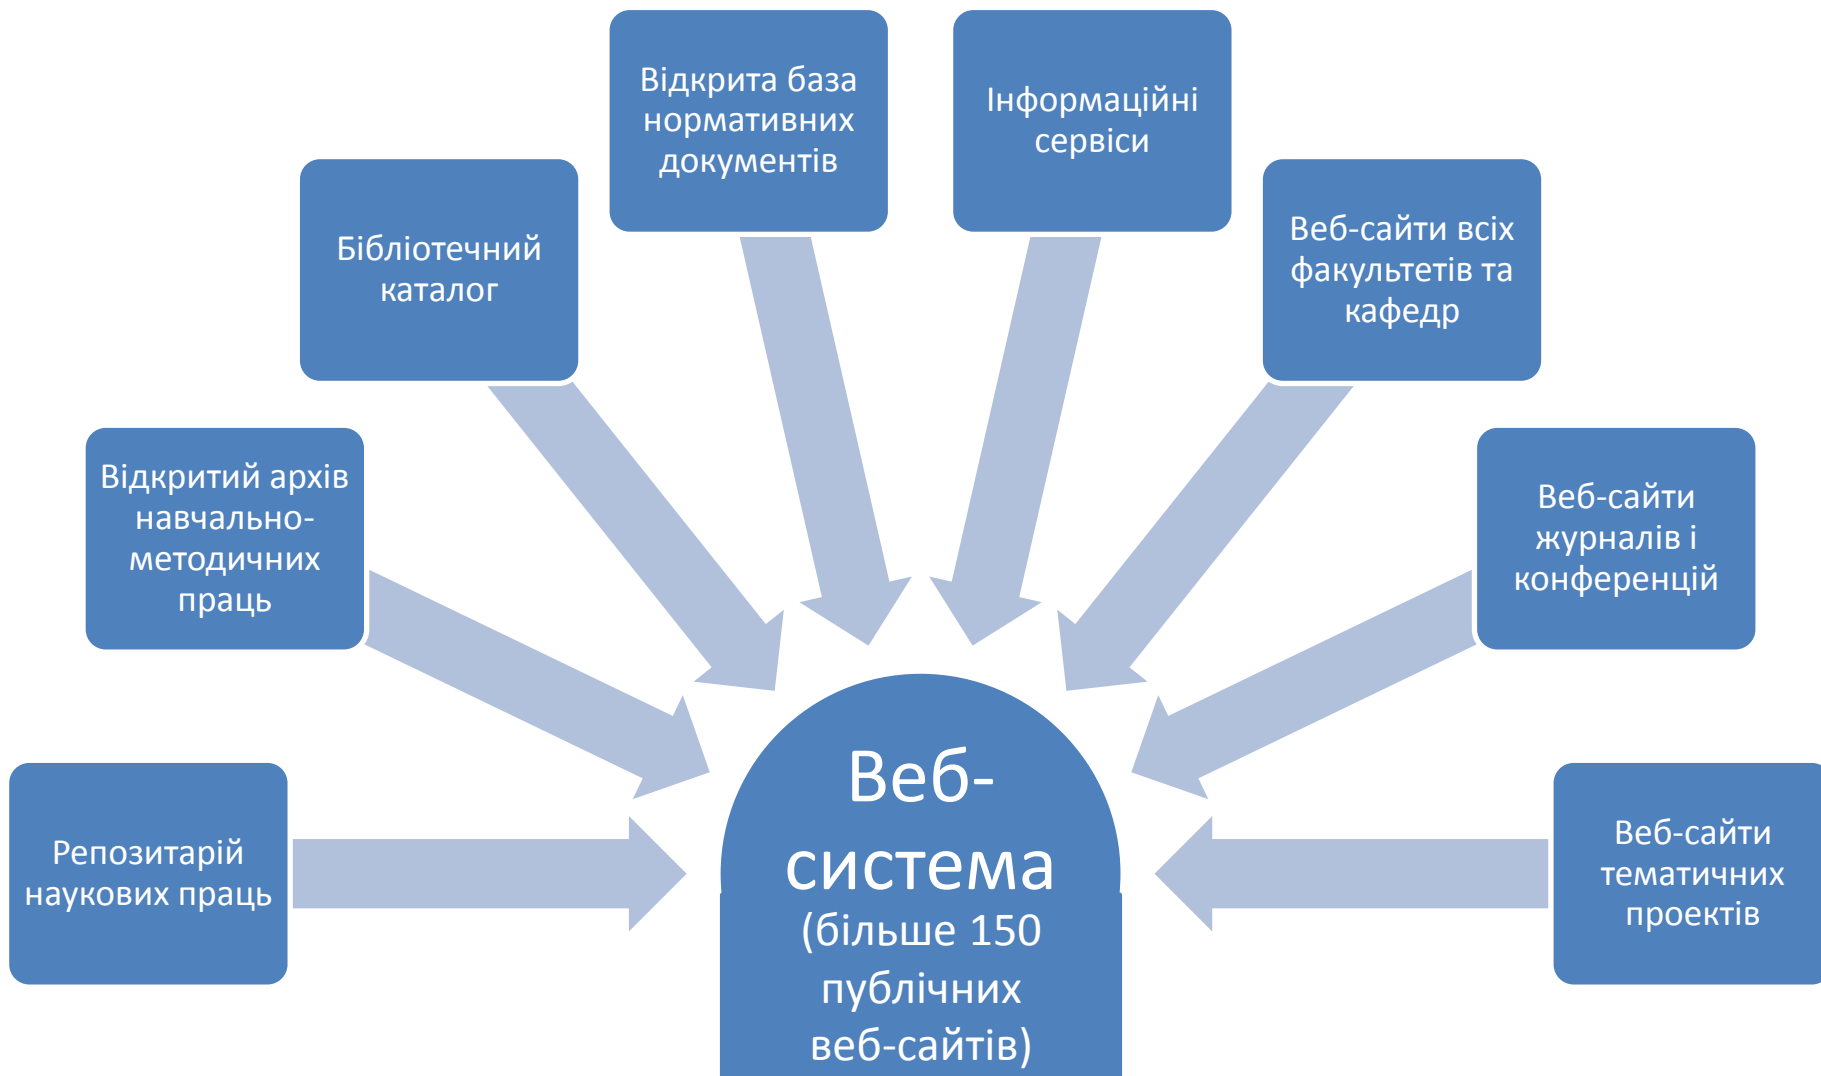 Відкрита база
нормативних
документів
Інформаційні
сервіси
Бібліотечний
каталог
Веб-сайти всіх
факультетів та
кафедр
Відкритий архів
навчально-
методичних
праць
Веб-сайти
журналів і
конференцій
Репозитарій
наукових праць
Веб-
система
(більше 150
публічних
веб-сайтів)
Веб-сайти
тематичних
проектів